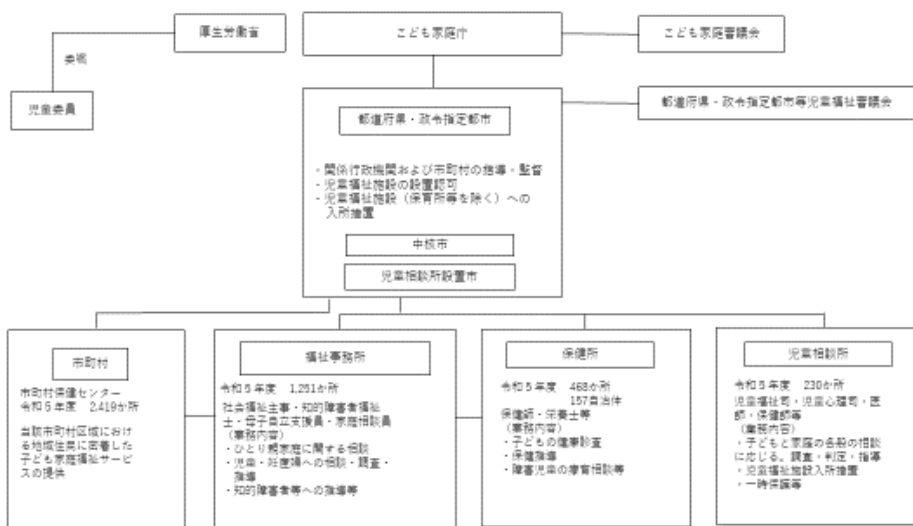 厚生労働省
こども家庭庁
こども家庭審議会
委嘱
児童委員
都道府県・政令指定都市等児童福祉審議会
都道府県・政令指定都市
・関係行政機関および市町村の指導・監督
・児童福祉施設の設置認可
・児童福祉施設（保育所等を除く）への
入所措置
中核市
児童相談所設置市
市町村
市町村保健センター
令和5年度 2,419か所
当該市町村区域におけ
る地域住民に密着した
子ども家庭福祉サービ
スの提供
福祉事務所
令和5年度 1,251か所
社会福祉主事・知的障害者福祉
士・母子自立支援員・家庭相談員
（事務内容）
・ひとり親家庭に関する相談
・児童・妊産婦への相談・調査・
指導
・知的障害者等への指導等
保健所
令和5年度 468か所
157自治体
保健師・栄養士等
（事務内容）
・子どもの健康診査
・保健指導
・障害児童の療育相談等
児童相談所
令和5年度 230か所
児童福祉司・児童心理司・医
師・保健師等
（業務内容）
・子どもと家庭の各般の相談
に応じる。調査・判定・指導
・児童福祉施設入所措置
・一時保護等